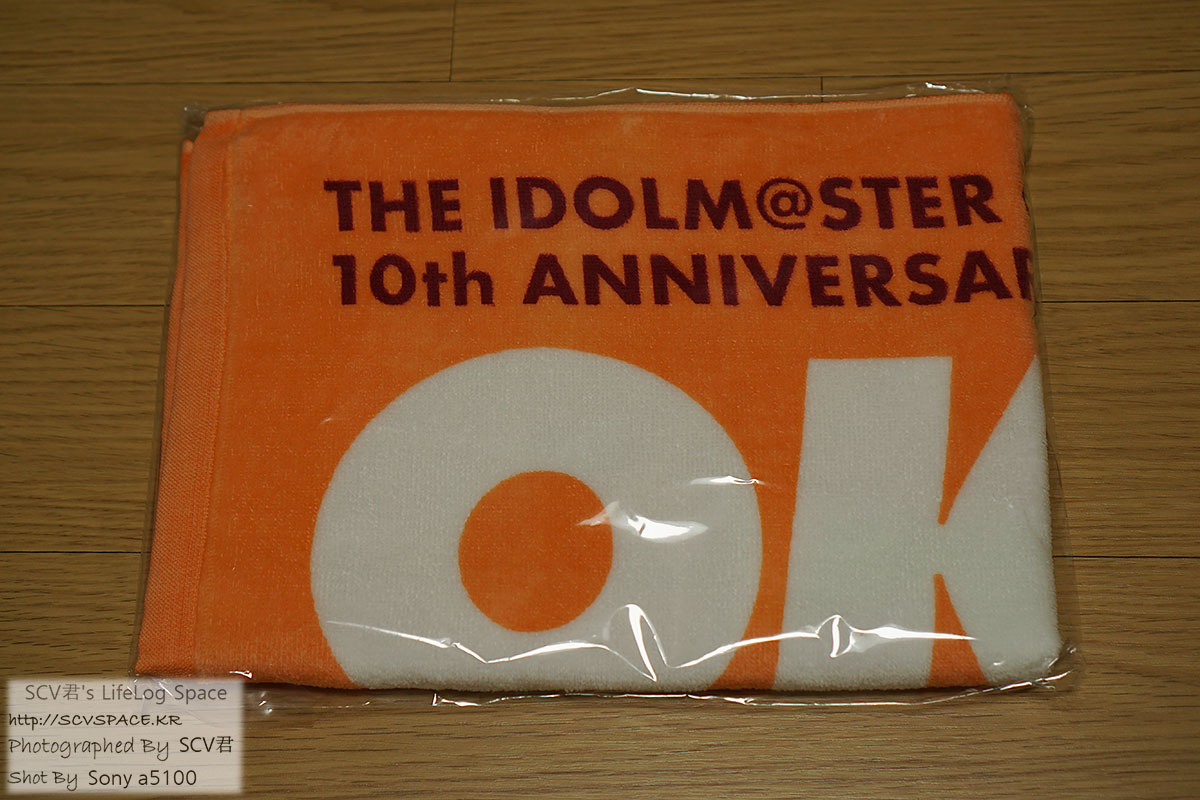 THE IDOLM@STER
10th ANNIVERSAR
OK
SCV君's LifeLog Space
http://SCVSPACE.KR
Photographed By SCV君
Shot By Sony a5100